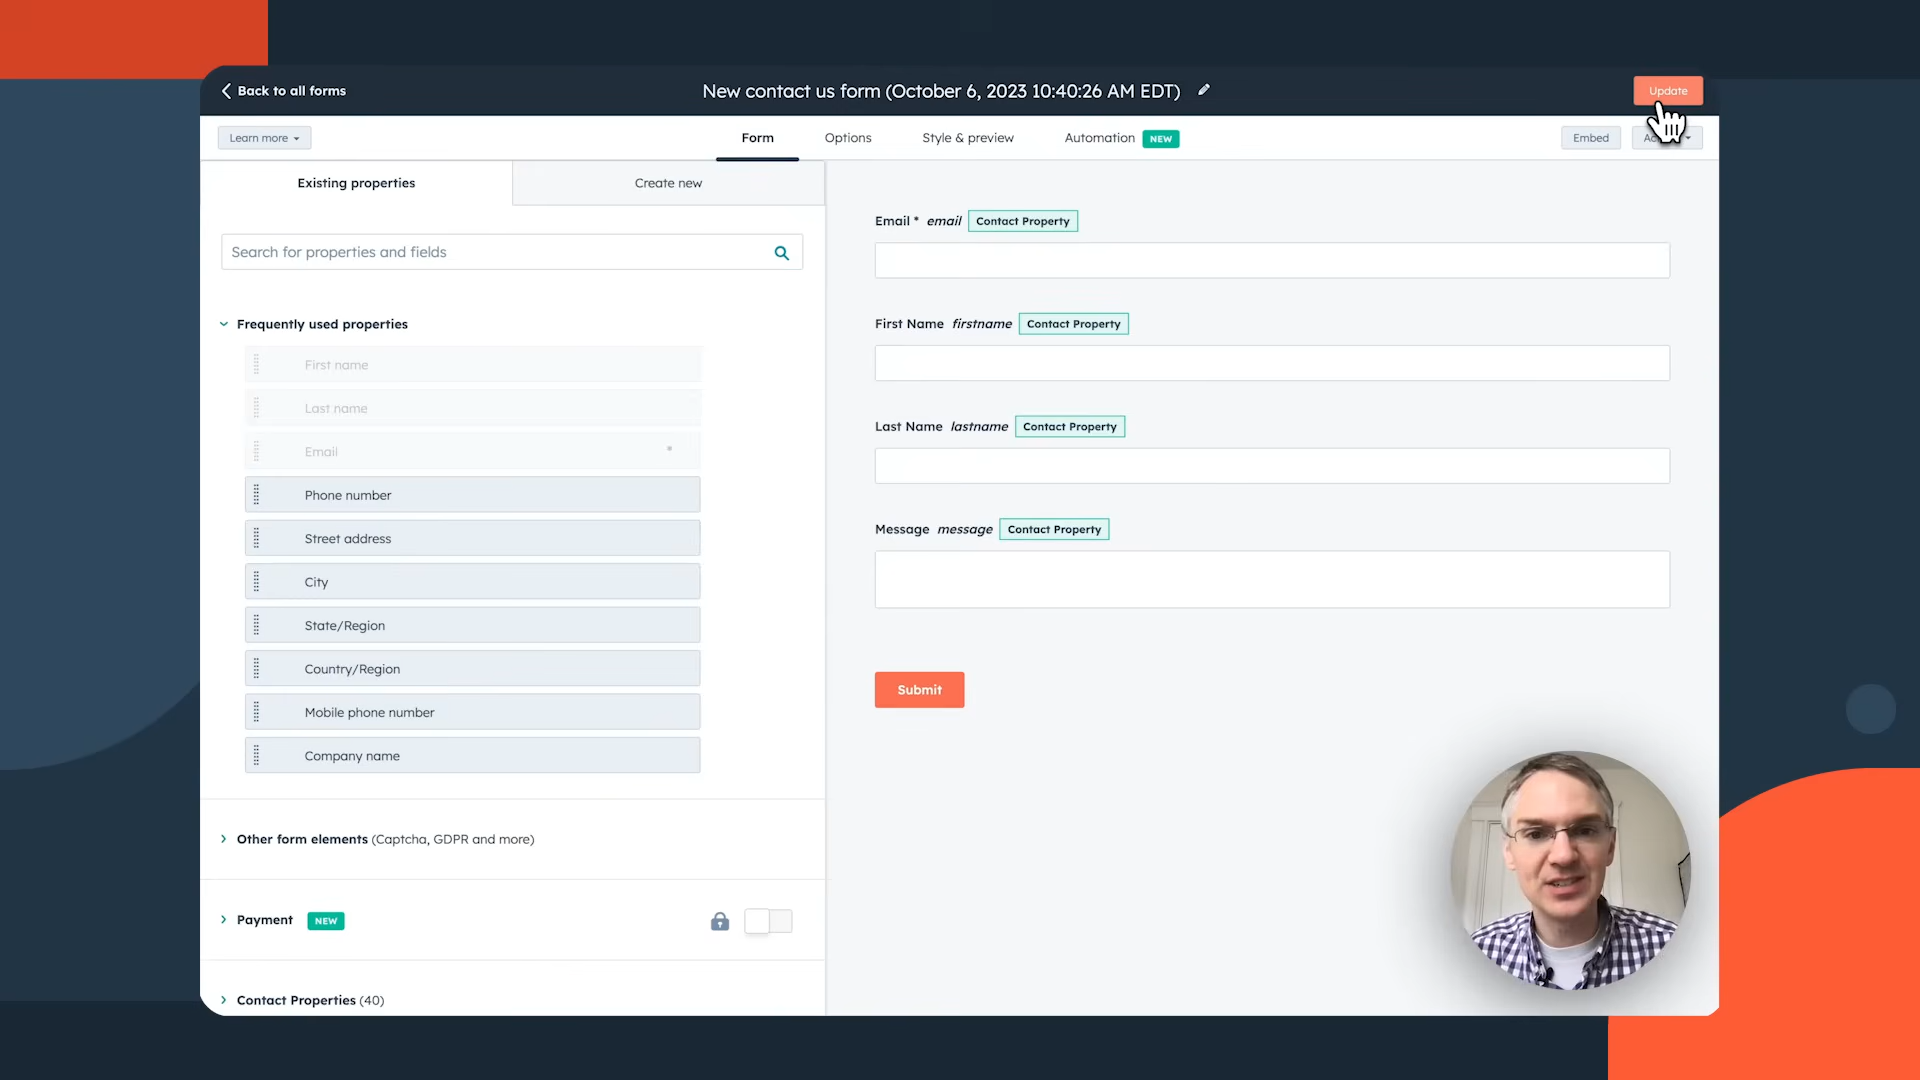 Back to all forms
New contact us form (October 6, 2023 10:40:26 AM EDT)
Update
Learn more
Form
Options
Style & preview
Automation NEW
Embed
Existing properties
Create new
Search for properties and fields
Frequently used properties
First name
Last name
Email
Phone number
Street address
City
State/Region
Country/Region
Mobile phone number
Company name
Other form elements (Captcha, GDPR and more)
Payment NEW
Contact Properties (40)
Email * email Contact Property
First Name firstname Contact Property
Last Name lastname Contact Property
Message message Contact Property
Submit